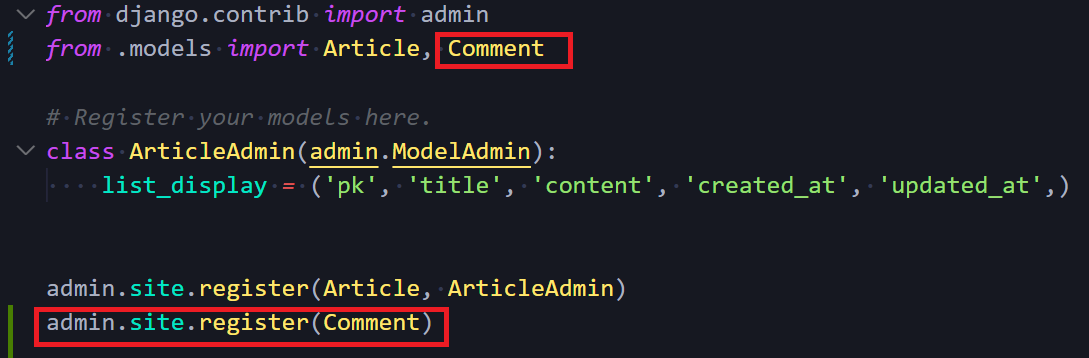 from django.contrib import admin
from .models import Article, Comment
# Register your models here.
class ArticleAdmin(admin.ModelAdmin):
    list_display = ('pk', 'title', 'content', 'created_at', 'updated_at',)
admin.site.register(Article, ArticleAdmin)
admin.site.register(Comment)